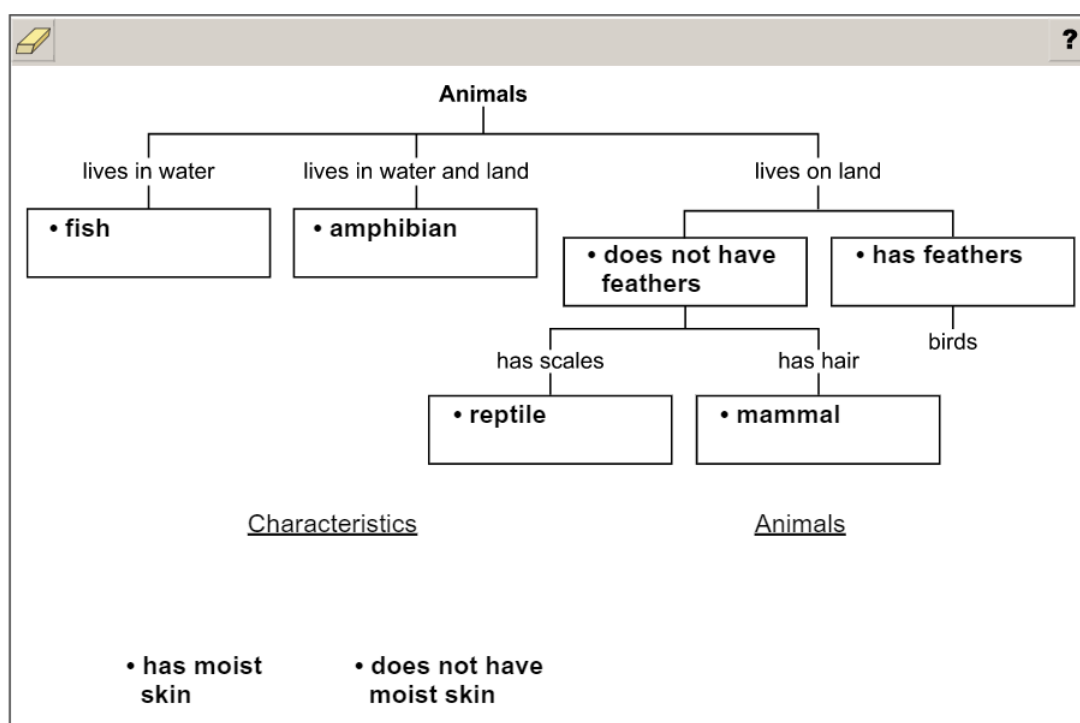 ?
Animals
lives in water
lives in water and land
lives on land
• fish
• amphibian
• does not have
feathers
• has feathers
birds
has scales
has hair
• reptile
• mammal
Characteristics
Animals
• has moist
skin
• does not have
moist skin